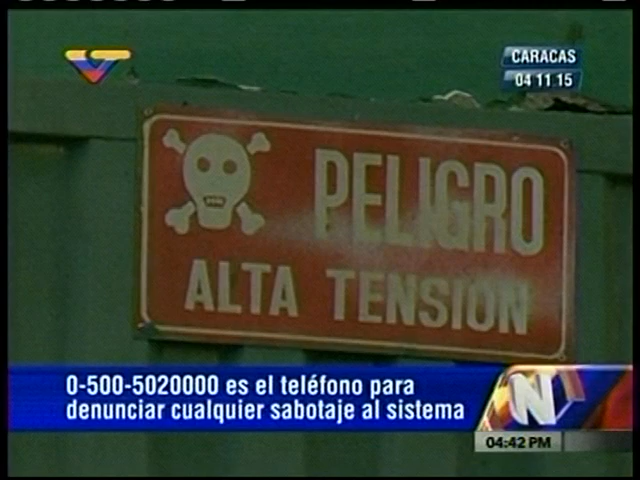 CARACAS
04 11 15
PELIGRO
ALTA TENSION
0-500-5020000 es el teléfono para
denunciar cualquier sabotaje al sistema
N
04:42 PM